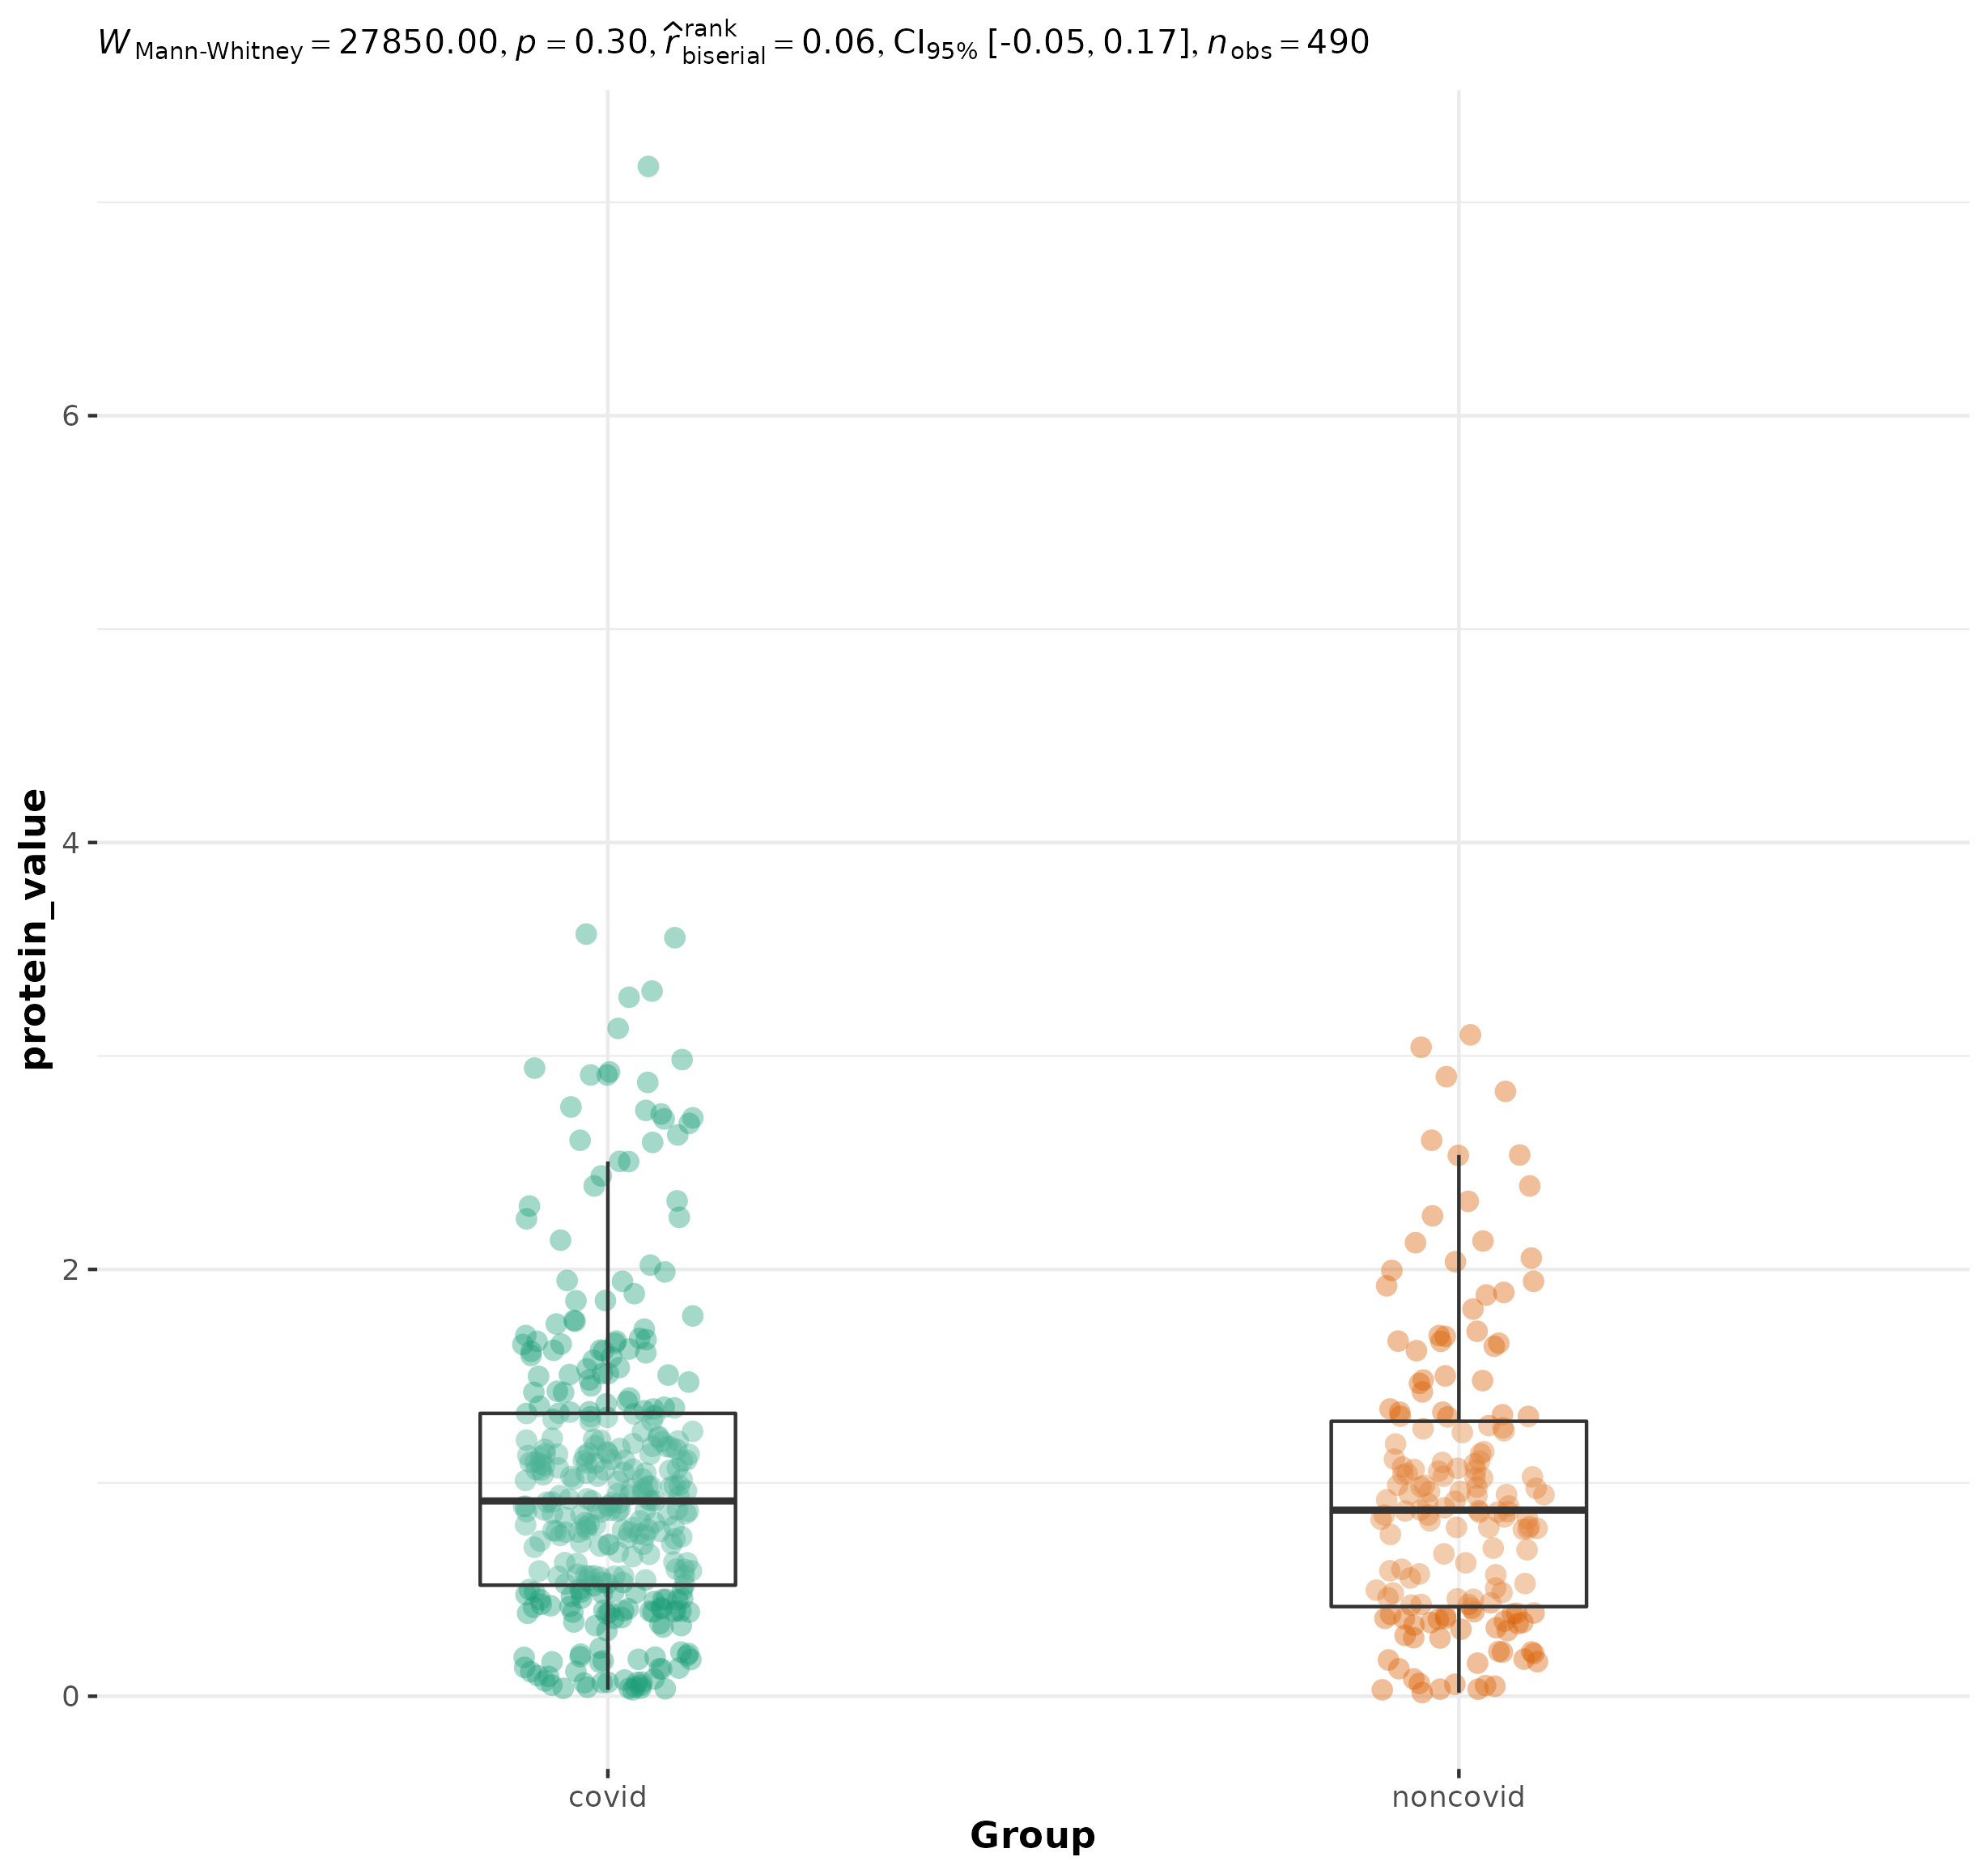 W Mann-Whitney = 27850.00, p = 0.30, r̂ rank biserial = 0.06, CI95% [-0.05, 0.17], nobs = 490
6
4
2
0
protein_value
covid noncovid
Group